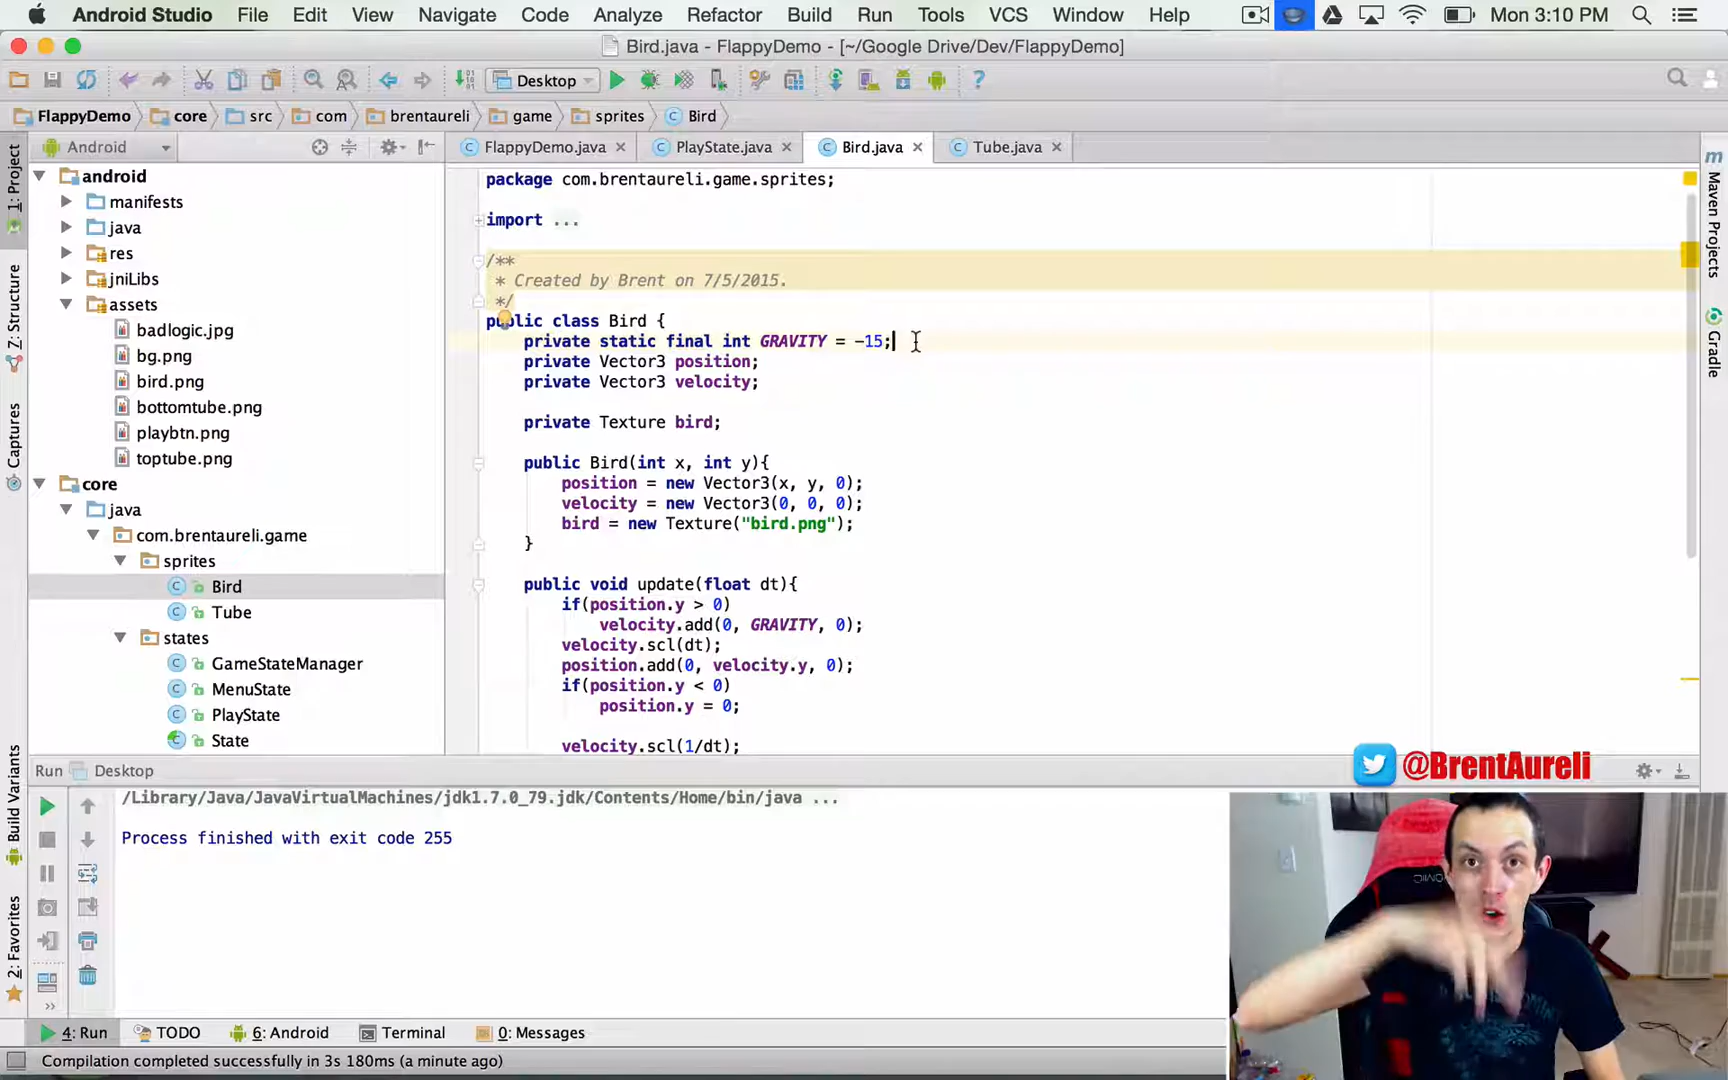 Android Studio File Edit View Navigate Code Analyze Refactor Build Run Tools VCS Window Help Mon 3:10 PM
Bird.java - FlappyDemo - [~/Google Drive/Dev/FlappyDemo]
Desktop
FlappyDemo core src com brentaureli game sprites Bird
Android
FlappyDemo.java PlayState.java Bird.java Tube.java
1: Project
7: Structure
Captures
Build Variants
2: Favorites
android
manifests
java
res
jniLibs
assets
badlogic.jpg
bg.png
bird.png
bottomtube.png
playbtn.png
toptube.png
core
java
com.brentaureli.game
sprites
Bird
Tube
states
GameStateManager
MenuState
PlayState
State
package com.brentaureli.game.sprites;
import ...
/**
* Created by Brent on 7/5/2015.
*/
public class Bird {
private static final int GRAVITY = -15;
private Vector3 position;
private Vector3 velocity;
private Texture bird;
public Bird(int x, int y){
position = new Vector3(x, y, 0);
velocity = new Vector3(0, 0, 0);
bird = new Texture("bird.png");
}
public void update(float dt){
if(position.y > 0)
velocity.add(0, GRAVITY, 0);
velocity.scl(dt);
position.add(0, velocity.y, 0);
if(position.y < 0)
position.y = 0;
velocity.scl(1/dt);
Maven Projects
Gradle
@BrentAureli
Run Desktop
/Library/Java/JavaVirtualMachines/jdk1.7.0_79.jdk/Contents/Home/bin/java ...
Process finished with exit code 255
4: Run TODO 6: Android Terminal 0: Messages
Compilation completed successfully in 3s 180ms (a minute ago)